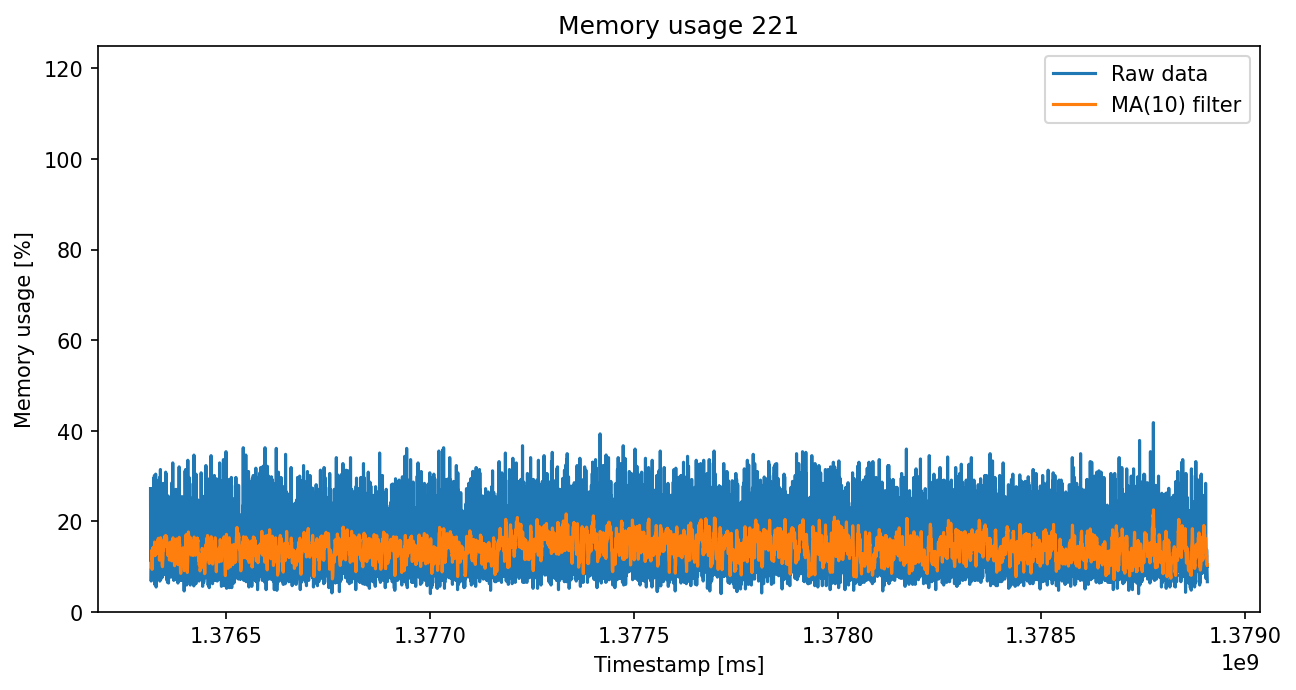 Memory usage 221
Raw data
MA(10) filter
Memory usage [%]
120
100
80
60
40
20
0
1.3765 1.3770 1.3775 1.3780 1.3785 1.3790
1e9
Timestamp [ms]